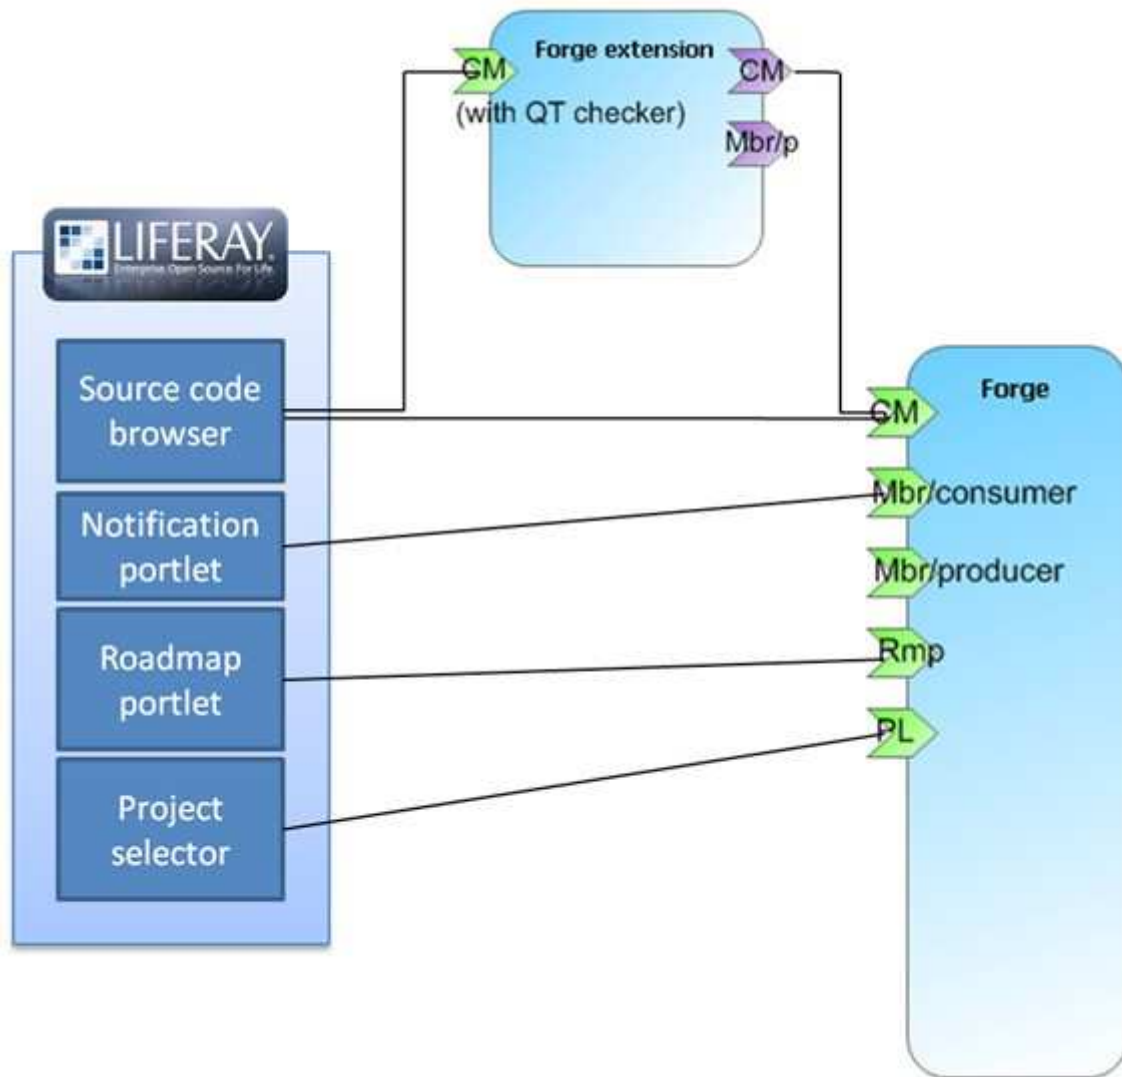 Forge extension
CM
CM
(with QT checker)
Mbr/p
LIFERAY.
Enterprise. Open Source. For Life.
Source code
browser
Notification
portlet
Roadmap
portlet
Project
selector
Forge
CM
Mbr/consumer
Mbr/producer
Rmp
PL